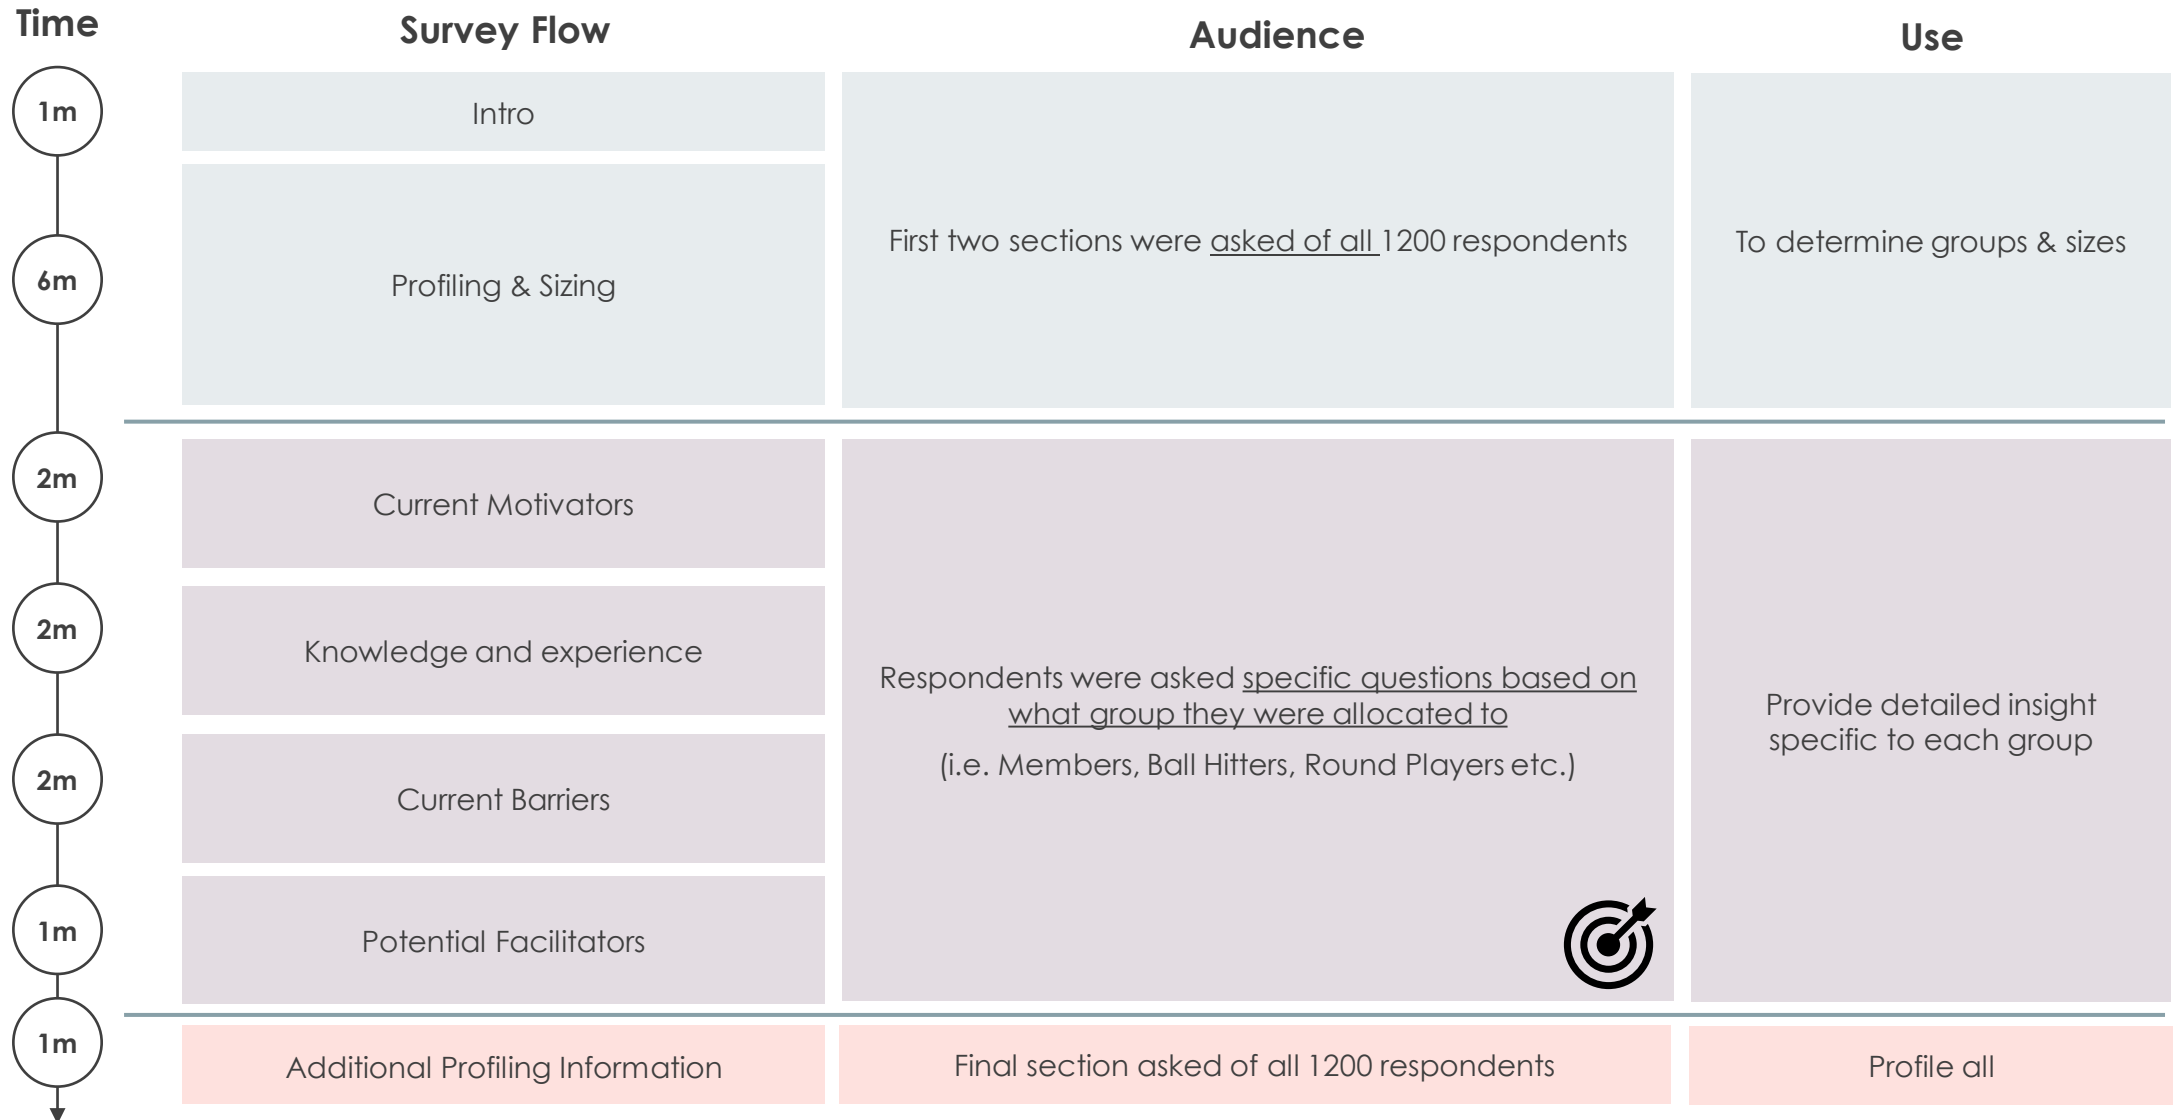 Time
Survey Flow
Audience
Use
1m
Intro
6m
Profiling & Sizing
First two sections were asked of all 1200 respondents
To determine groups & sizes
2m
Current Motivators
2m
Knowledge and experience
2m
Current Barriers
1m
Potential Facilitators
Respondents were asked specific questions based on
what group they were allocated to
(i.e. Members, Ball Hitters, Round Players etc.)
Provide detailed insight
specific to each group
1m
Additional Profiling Information
Final section asked of all 1200 respondents
Profile all